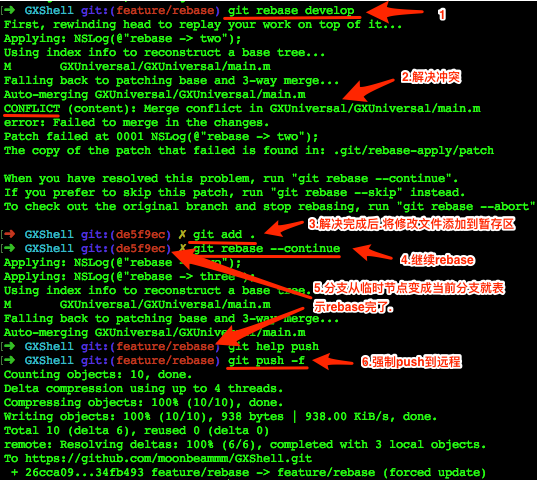 [➜ GXShell git:(feature/rebase) git rebase develop
1
First, rewinding head to replay your work on top of it...
Applying: NSLog(@"rebase -> two");
Using index info to reconstruct a base tree...
M GXUniversal/GXUniversal/main.m
Falling back to patching base and 3-way merge...
2.解决冲突
Auto-merging GXUniversal/GXUniversal/main.m
CONFLICT (content): Merge conflict in GXUniversal/GXUniversal/main.m
error: Failed to merge in the changes.
Patch failed at 0001 NSLog(@"rebase -> two");
The copy of the patch that failed is found in: .git/rebase-apply/patch
When you have resolved this problem, run "git rebase --continue".
If you prefer to skip this patch, run "git rebase --skip" instead.
To check out the original branch and stop rebasing, run "git rebase --abort"
3.解决完成后.将修改文件添加到暂存区
[➜ GXShell git:(de5f9ec) ✗ git add .
[➜ GXShell git:(de5f9ec) ✗ git rebase --continue
4.继续rebase
Applying: NSLog(@"rebase -> two");
Applying: NSLog(@"rebase -> three");
Using index info to reconstruct a base tree...
5.分支从临时节点变成当前分支就表
示rebase完了.
M GXUniversal/GXUniversal/main.m
Falling back to patching base and 3-way merge...
Auto-merging GXUniversal/GXUniversal/main.m
[➜ GXShell git:(feature/rebase) git help push
[➜ GXShell git:(feature/rebase) git push -f
6.强制push到远程
Counting objects: 10, done.
Delta compression using up to 4 threads.
Compressing objects: 100% (10/10), done.
Writing objects: 100% (10/10), 938 bytes | 938.00 KiB/s, done.
Total 10 (delta 6), reused 0 (delta 0)
remote: Resolving deltas: 100% (6/6), completed with 3 local objects.
To https://github.com/moonbeammm/GXShell.git
+ 26cca09...34fb493 feature/rebase -> feature/rebase (forced update)